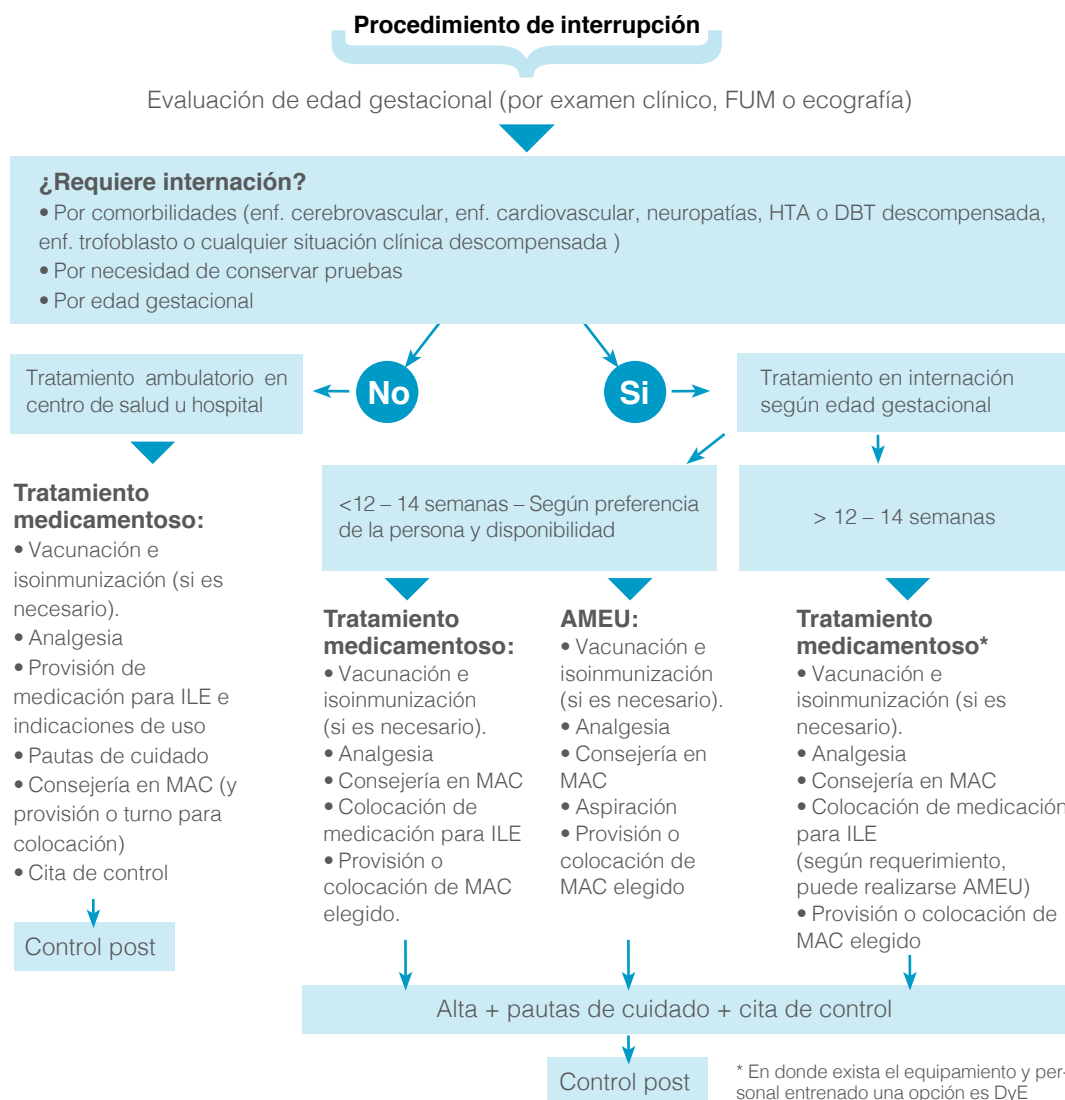 Procedimiento de interrupción
Evaluación de edad gestacional (por examen clínico, FUM o ecografía)
¿Requiere internación?
• Por comorbilidades (enf. cerebrovascular, enf. cardiovascular, neuropatías, HTA o DBT descompensada,
enf. trofoblasto o cualquier situación clínica descompensada )
• Por necesidad de conservar pruebas
• Por edad gestacional
No
Si
Tratamiento ambulatorio en
centro de salud u hospital
Tratamiento en internación
según edad gestacional
Tratamiento
medicamentoso:
• Vacunación e
isoinmunización (si es
necesario).
• Analgesia
• Provisión de
medicación para ILE e
indicaciones de uso
• Pautas de cuidado
• Consejería en MAC (y
provisión o turno para
colocación)
• Cita de control
Control post
<12 – 14 semanas – Según preferencia
de la persona y disponibilidad
> 12 – 14 semanas
Tratamiento
medicamentoso:
• Vacunación e
isoinmunización
(si es necesario).
• Analgesia
• Consejería en MAC
• Colocación de
medicación para ILE
• Provisión o
colocación de MAC
elegido.
AMEU:
• Vacunación e
isoinmunización
(si es necesario).
• Analgesia
• Consejería en
MAC
• Aspiración
• Provisión o
colocación de
MAC elegido
Tratamiento
medicamentoso*
• Vacunación e
isoinmunización (si es
necesario).
• Analgesia
• Consejería en MAC
• Colocación de medicación
para ILE
(según requerimiento,
puede realizarse AMEU)
• Provisión o colocación de
MAC elegido
Alta + pautas de cuidado + cita de control
Control post
* En donde exista el equipamiento y per-
sonal entrenado una opción es DyE